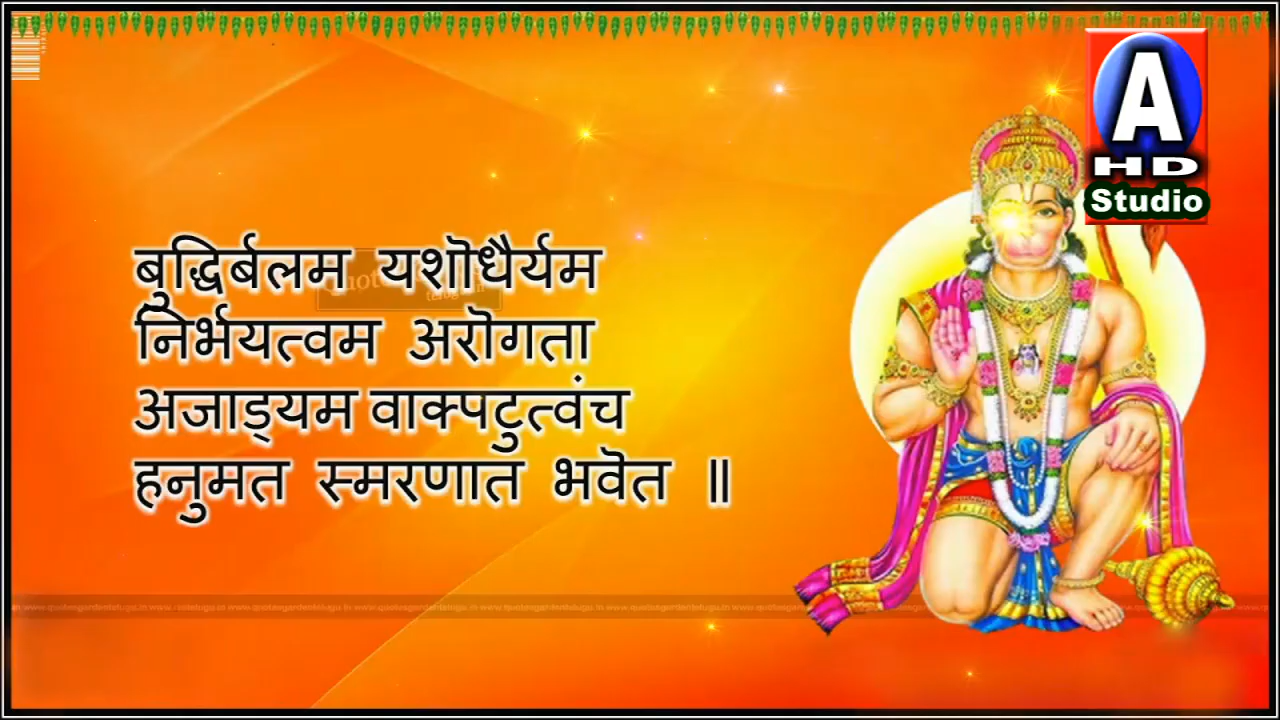 बुद्धिर्बलम यशॊधैर्यम
निर्भयत्वम अरॊगता
अजाड्यम वाक्पटुत्वंच
हनुमत स्मरणात भवॆत ॥
A
HD
Studio